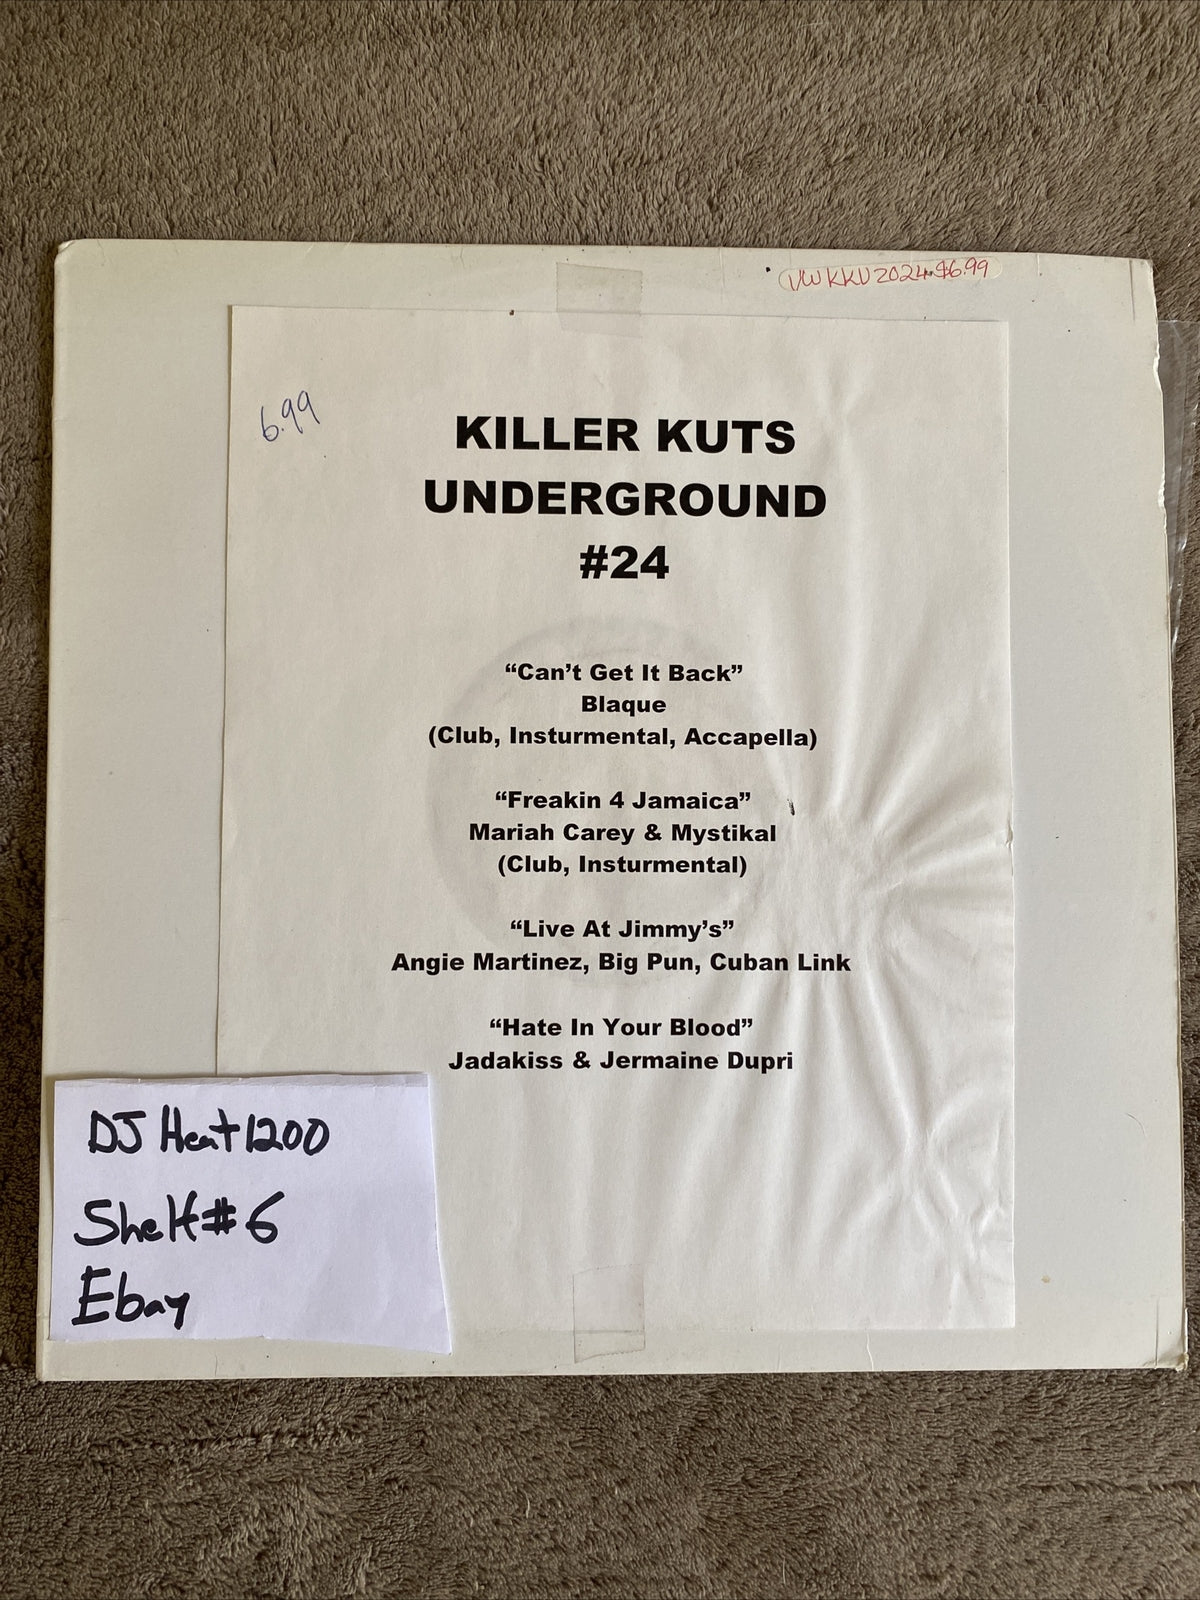 1/W KKU 2024 $6.99
6.99
KILLER KUTS
UNDERGROUND
#24
“Can’t Get It Back”
Blaque
(Club, Insturmental, Accapella)
“Freakin 4 Jamaica”
Mariah Carey & Mystikal
(Club, Insturmental)
“Live At Jimmy’s”
Angie Martinez, Big Pun, Cuban Link
“Hate In Your Blood”
Jadakiss & Jermaine Dupri
DJ Heat1200
Shelf#6
Ebay